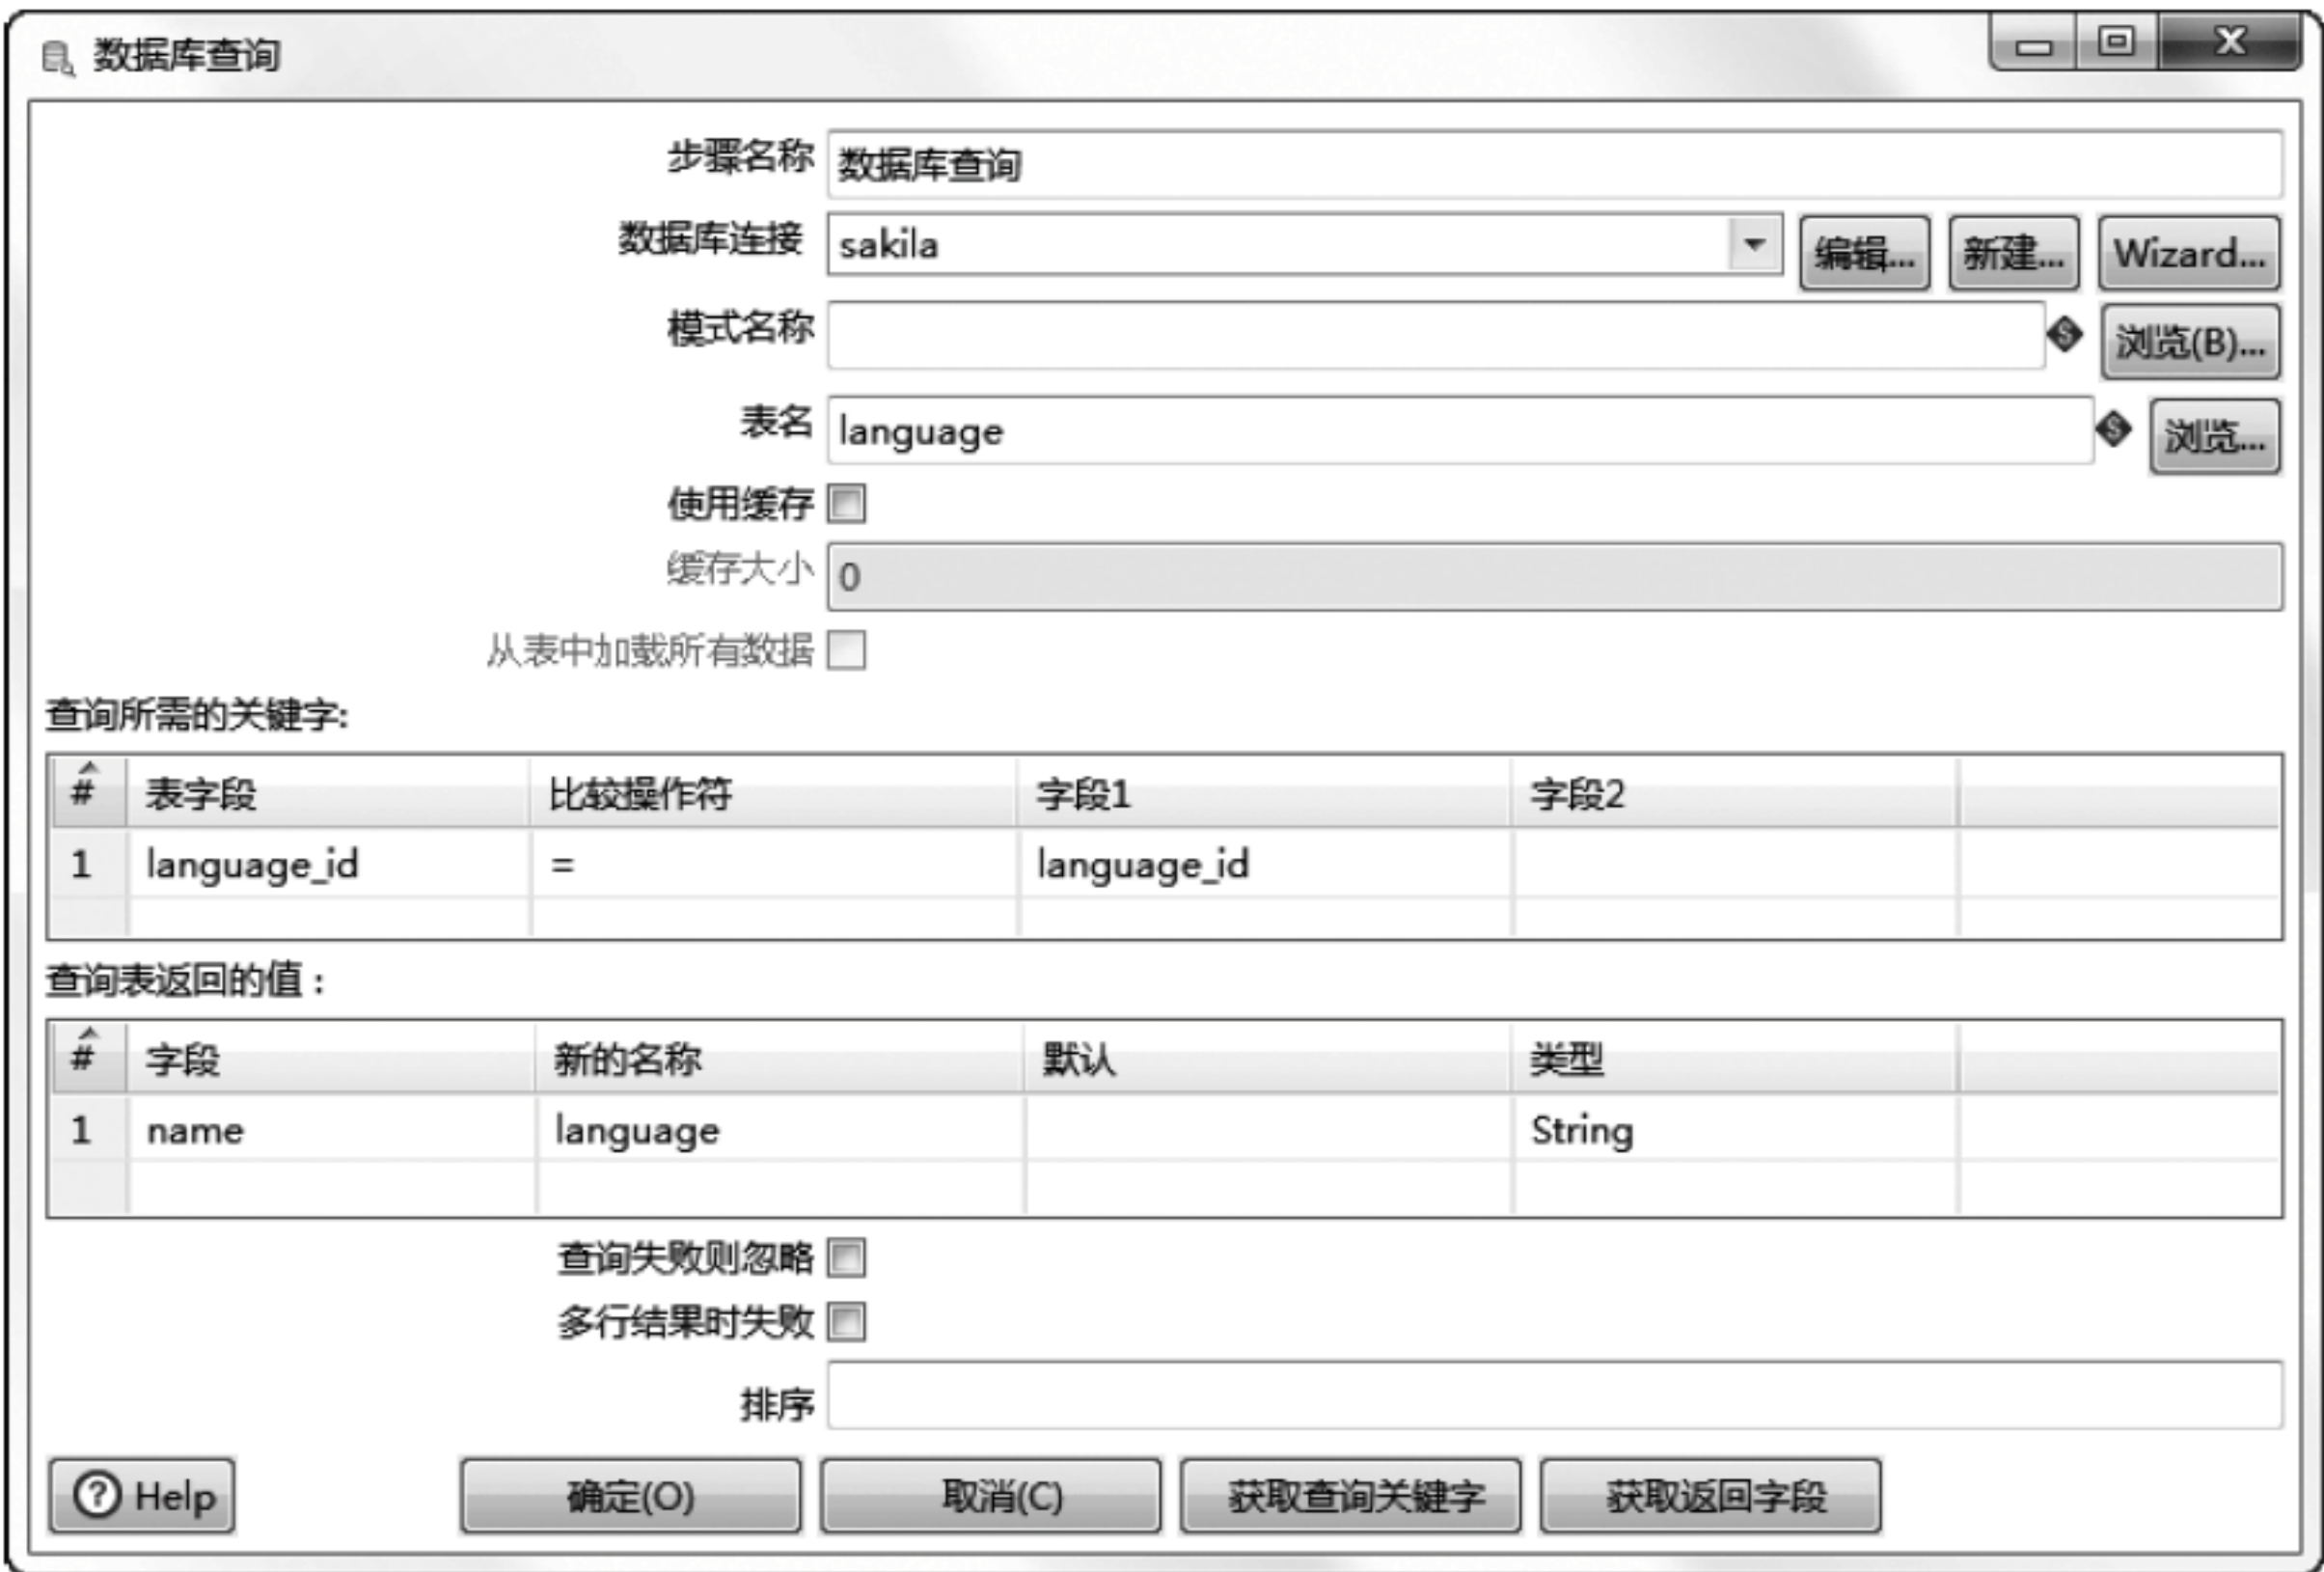 数据库查询
步骤名称 数据库查询
数据库连接 sakila 编辑... 新建... Wizard...
模式名称 浏览(B)...
表名 language 浏览...
使用缓存
缓存大小 0
从表中加载所有数据
查询所需的关键字:
# 表字段 比较操作符 字段1 字段2
1 language_id = language_id
查询表返回的值：
# 字段 新的名称 默认 类型
1 name language String
查询失败则忽略
多行结果时失败
排序
Help 确定(O) 取消(C) 获取查询关键字 获取返回字段